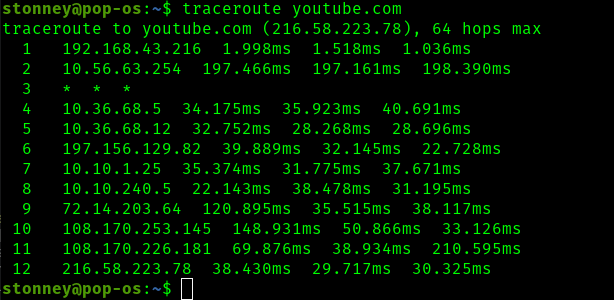 stonney@pop-os:~$ traceroute youtube.com
traceroute to youtube.com (216.58.223.78), 64 hops max
1 192.168.43.216 1.998ms 1.518ms 1.036ms
2 10.56.63.254 197.466ms 197.161ms 198.390ms
3 * * *
4 10.36.68.5 34.175ms 35.923ms 40.691ms
5 10.36.68.12 32.752ms 28.268ms 28.696ms
6 197.156.129.82 39.889ms 32.145ms 22.728ms
7 10.10.1.25 35.374ms 31.775ms 37.671ms
8 10.10.240.5 22.143ms 38.478ms 31.195ms
9 72.14.203.64 120.895ms 35.515ms 38.117ms
10 108.170.253.145 148.931ms 50.866ms 33.126ms
11 108.170.226.181 69.876ms 38.934ms 210.595ms
12 216.58.223.78 38.430ms 29.717ms 30.325ms
stonney@pop-os:~$